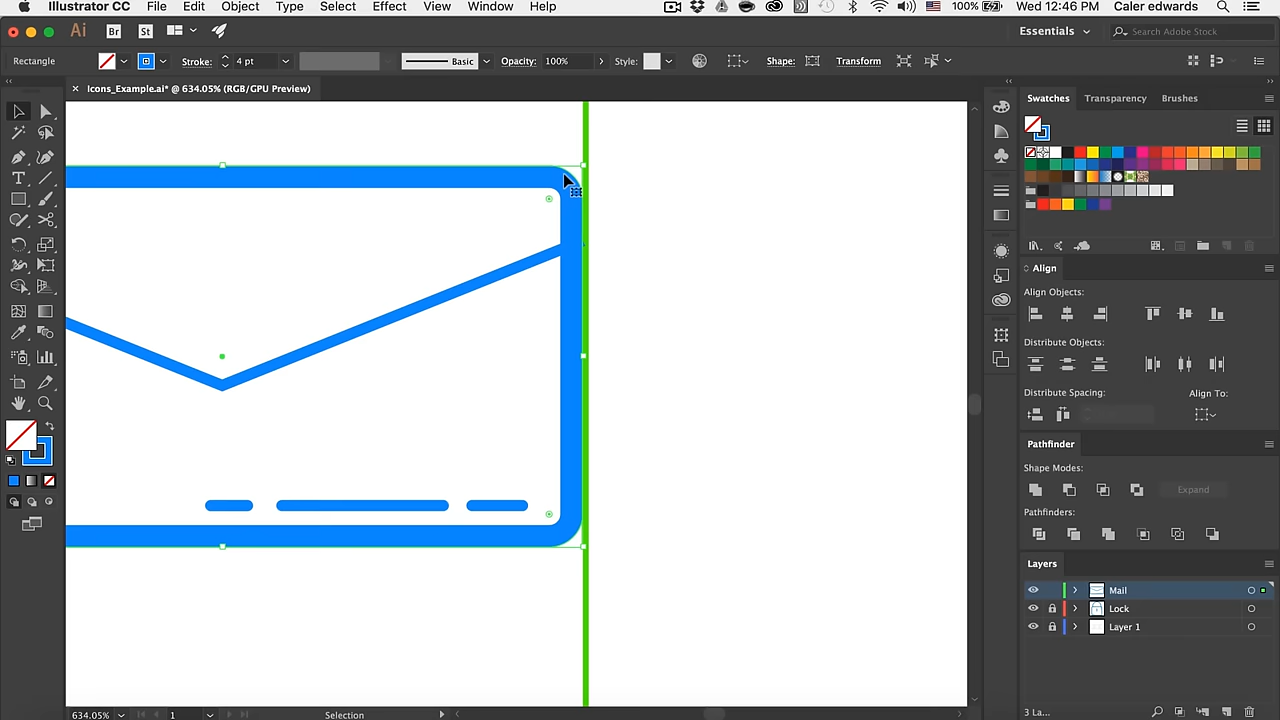 Illustrator CC File Edit Object Type Select Effect View Window Help 100% Wed 12:46 PM Caler edwards
Ai Br St Essentials Search Adobe Stock
Rectangle Stroke: 4 pt Basic Opacity: 100% Style: Shape: Transform
Icons_Example.ai* @ 634.05% (RGB/GPU Preview)
Swatches Transparency Brushes
Align
Align Objects:
Distribute Objects:
Distribute Spacing: Align To:
Pathfinder
Shape Modes:
Expand
Pathfinders:
Layers
Mail
Lock
Layer 1
634.05% 1 Selection 3 La...